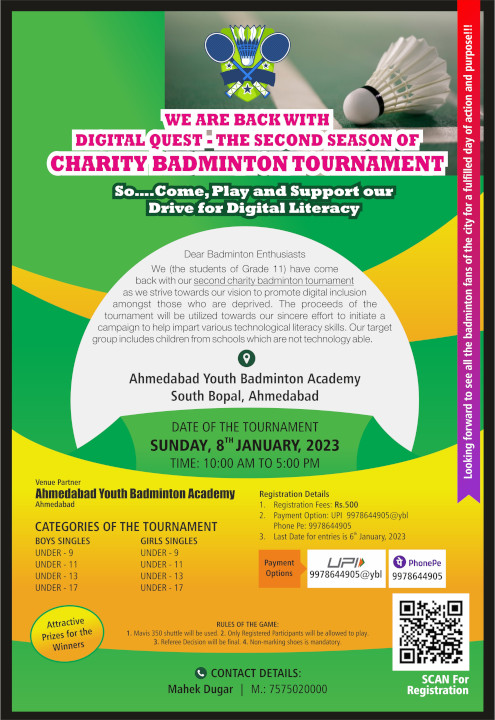 WE ARE BACK WITH
DIGITAL QUEST - THE SECOND SEASON OF
CHARITY BADMINTON TOURNAMENT
So....Come, Play and Support our
Drive for Digital Literacy
Looking forward to see all the badminton fans of the city for a fulfilled day of action and purpose!!!
Dear Badminton Enthusiasts
We (the students of Grade 11) have come
back with our second charity badminton tournament
as we strive towards our vision to promote digital inclusion
amongst those who are deprived. The proceeds of the
tournament will be utilized towards our sincere effort to initiate a
campaign to help impart various technological literacy skills. Our target
group includes children from schools which are not technology able.
Ahmedabad Youth Badminton Academy
South Bopal, Ahmedabad
DATE OF THE TOURNAMENT
SUNDAY, 8TH JANUARY, 2023
TIME: 10:00 AM TO 5:00 PM
Venue Partner
Ahmedabad Youth Badminton Academy
Ahmedabad
CATEGORIES OF THE TOURNAMENT
BOYS SINGLES GIRLS SINGLES
UNDER - 9 UNDER - 9
UNDER - 11 UNDER - 11
UNDER - 13 UNDER - 13
UNDER - 17 UNDER - 17
Registration Details
1. Registration Fees: Rs.500
2. Payment Option: UPI 9978644905@ybl
Phone Pe: 9978644905
3. Last Date for entries is 6th January, 2023
Payment
Options
UPI
9978644905@ybl
PhonePe
9978644905
Attractive
Prizes for the
Winners
RULES OF THE GAME:
1. Mavis 350 shuttle will be used. 2. Only Registered Participants will be allowed to play.
3. Referee Decision will be final. 4. Non-marking shoes is mandatory.
SCAN For
Registration
CONTACT DETAILS:
Mahek Dugar | M.: 7575020000